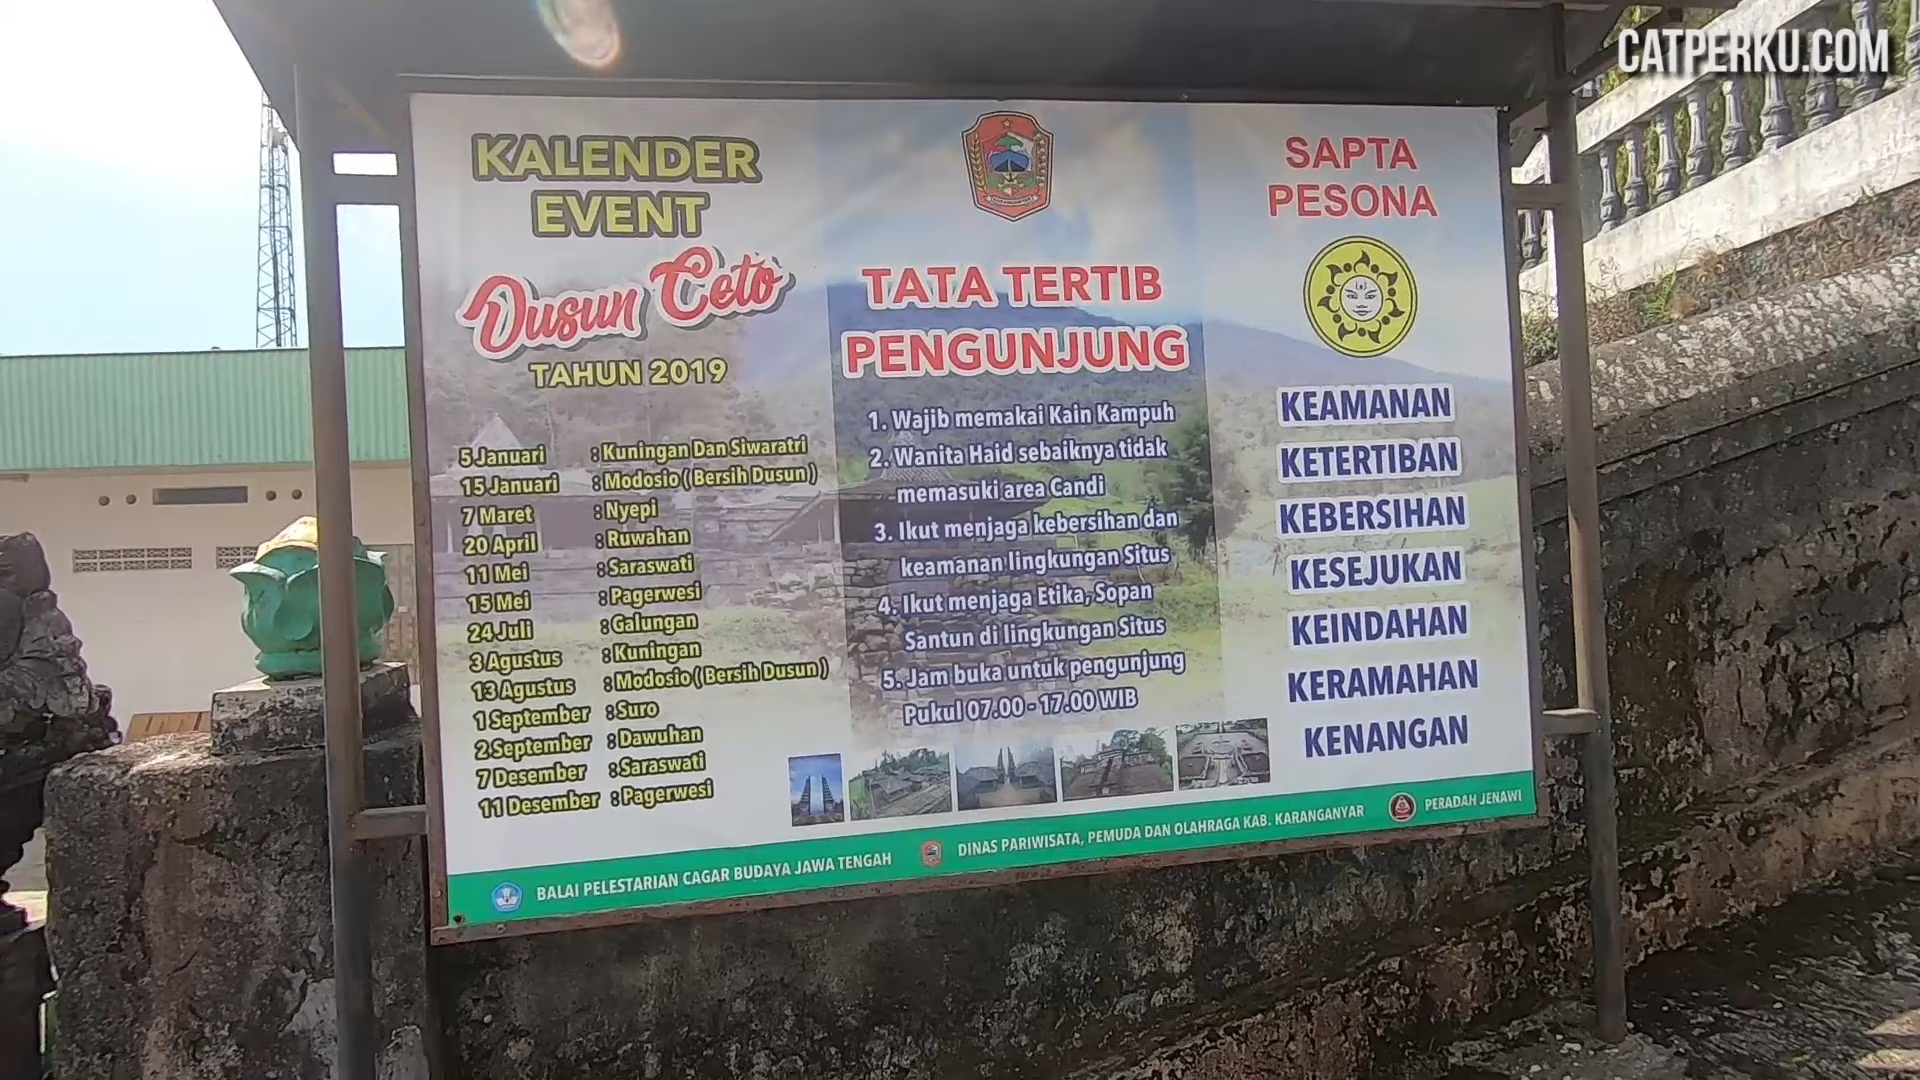 CATPERKU.COM
KALENDER
EVENT
Dusun Ceto
TAHUN 2019
5 Januari : Kuningan Dan Siwaratri
15 Januari : Modosio ( Bersih Dusun )
7 Maret : Nyepi
20 April : Ruwahan
11 Mei : Saraswati
15 Mei : Pagerwesi
24 Juli : Galungan
3 Agustus : Kuningan
13 Agustus : Modosio ( Bersih Dusun )
1 September : Suro
2 September : Dawuhan
7 Desember : Saraswati
11 Desember : Pagerwesi
TATA TERTIB
PENGUNJUNG
1. Wajib memakai Kain Kampuh
2. Wanita Haid sebaiknya tidak
memasuki area Candi
3. Ikut menjaga kebersihan dan
keamanan lingkungan Situs
4. Ikut menjaga Etika, Sopan
Santun di lingkungan Situs
5. Jam buka untuk pengunjung
Pukul 07.00 - 17.00 WIB
SAPTA
PESONA
KEAMANAN
KETERTIBAN
KEBERSIHAN
KESEJUKAN
KEINDAHAN
KERAMAHAN
KENANGAN
BALAI PELESTARIAN CAGAR BUDAYA JAWA TENGAH
DINAS PARIWISATA, PEMUDA DAN OLAHRAGA KAB. KARANGANYAR
PERADAH JENAWI